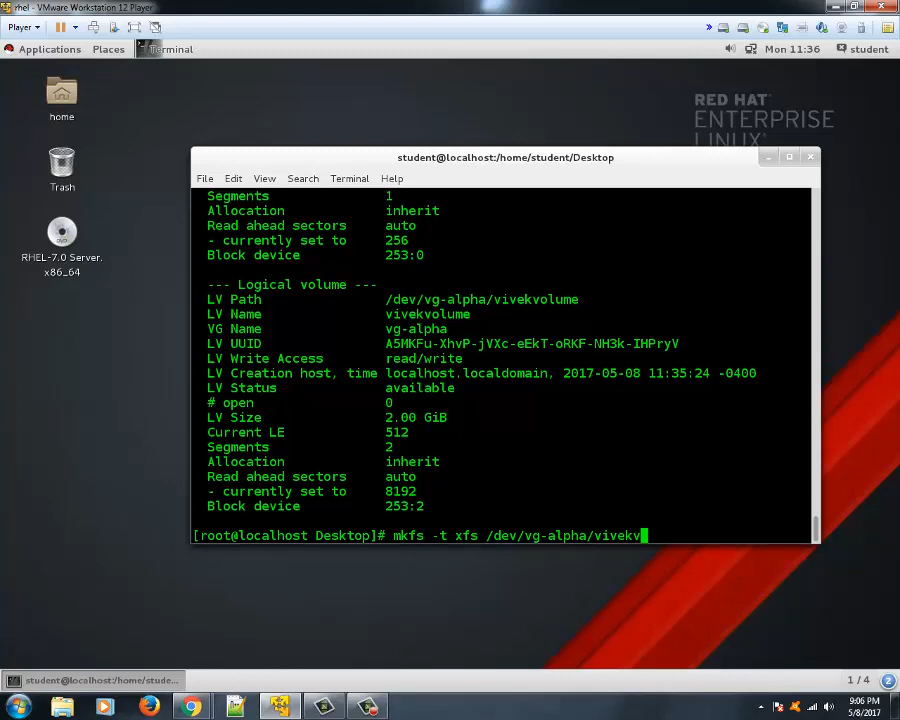 rhel - VMware Workstation 12 Player
Player
Applications Places Terminal Mon 11:36 student
home
Trash
RHEL-7.0 Server.
x86_64
RED HAT
ENTERPRISE
LINUX
student@localhost:/home/student/Desktop
File Edit View Search Terminal Help
Segments 1
Allocation inherit
Read ahead sectors auto
- currently set to 256
Block device 253:0
--- Logical volume ---
LV Path /dev/vg-alpha/vivekvolume
LV Name vivekvolume
VG Name vg-alpha
LV UUID A5MKFu-XhvP-jVXc-eEkT-oRKF-NH3k-IHPryV
LV Write Access read/write
LV Creation host, time localhost.localdomain, 2017-05-08 11:35:24 -0400
LV Status available
# open 0
LV Size 2.00 GiB
Current LE 512
Segments 2
Allocation inherit
Read ahead sectors auto
- currently set to 8192
Block device 253:2
[root@localhost Desktop]# mkfs -t xfs /dev/vg-alpha/vivekv
student@localhost:/home/stude...
1 / 4 2
9:06 PM
5/8/2017